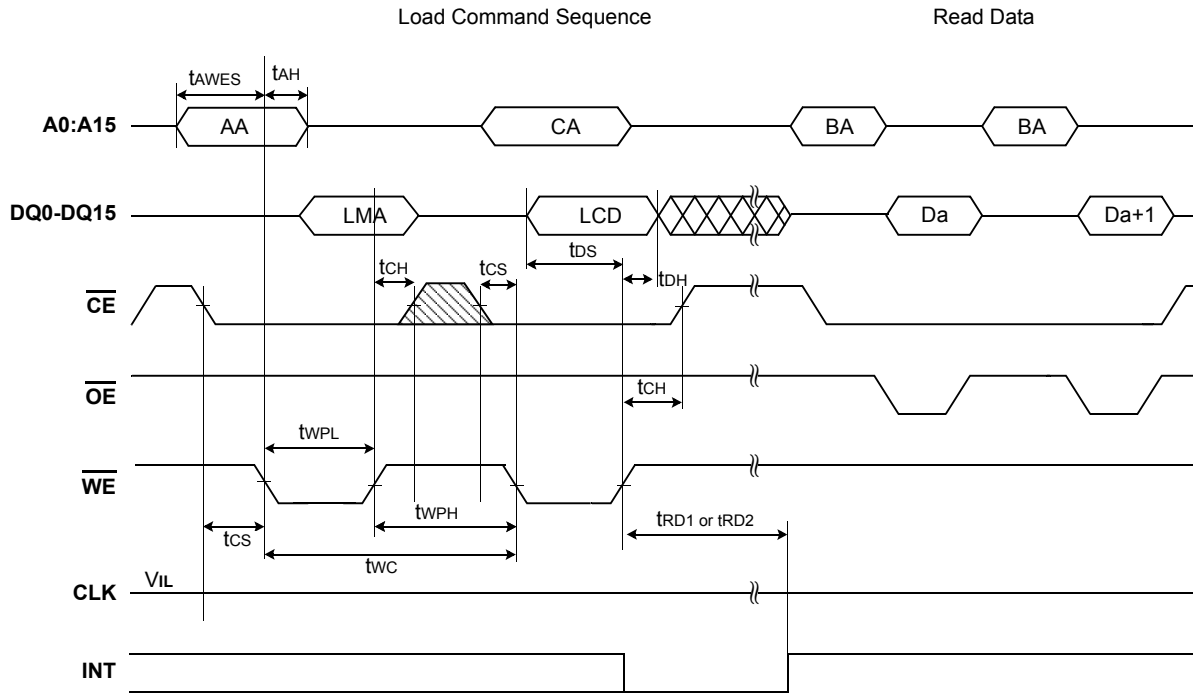 Load Command Sequence Read Data
tAWES tAH
A0:A15 AA CA BA BA
DQ0-DQ15 LMA LCD Da Da+1
tCH tCS tDS tDH
CE
OE tCH
tWPL
WE
tCS tWPH tRD1 or tRD2
tWC
CLK VIL
INT